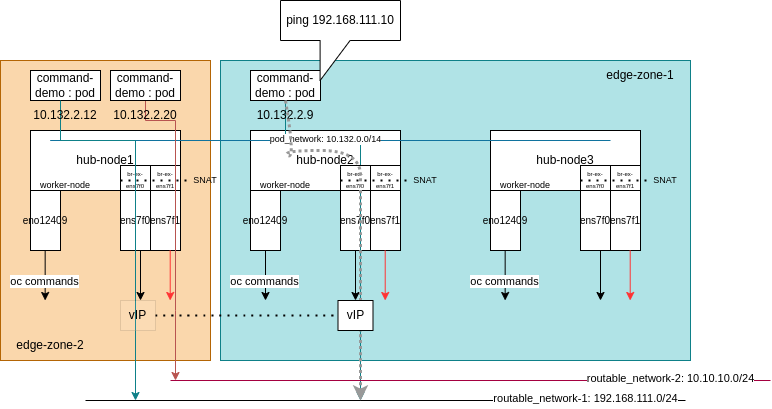 ping 192.168.111.10
edge-zone-1
command-
demo : pod
command-
demo : pod
command-
demo : pod
10.132.2.12
10.132.2.20
10.132.2.9
pod_network: 10.132.0.0/14
hub-node1
hub-node2
hub-node3
worker-node
br-ex-
ens7f0
br-ex-
ens7f1
SNAT
worker-node
br-ex-
ens7f0
br-ex-
ens7f1
SNAT
worker-node
br-ex-
ens7f0
br-ex-
ens7f1
SNAT
eno12409
ens7f0
ens7f1
eno12409
ens7f0
ens7f1
eno12409
ens7f0
ens7f1
oc commands
oc commands
oc commands
vIP
vIP
edge-zone-2
routable_network-2: 10.10.10.0/24
routable_network-1: 192.168.111.0/24